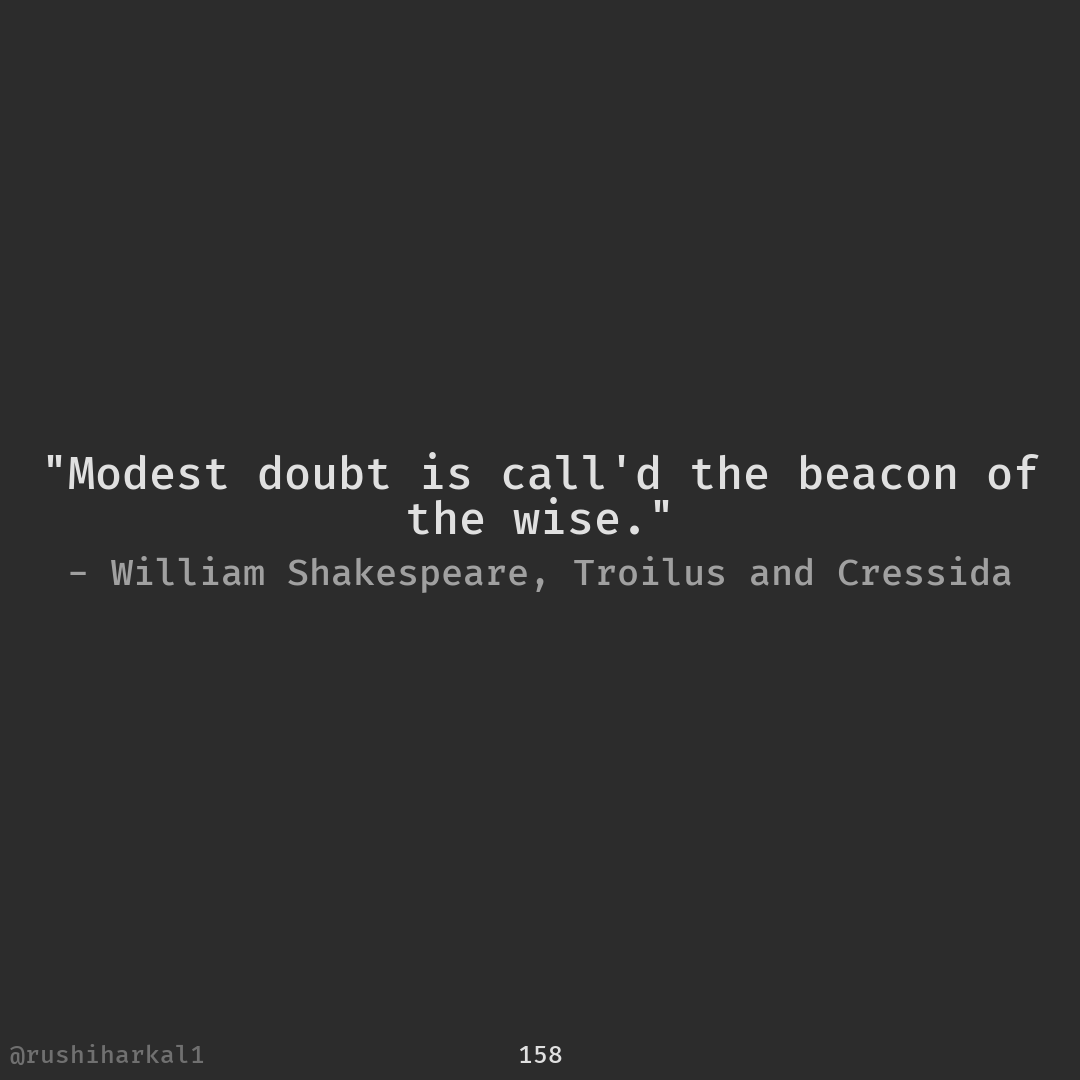 "Modest doubt is call'd the beacon of
the wise."
- William Shakespeare, Troilus and Cressida
@rushiharkal1
158